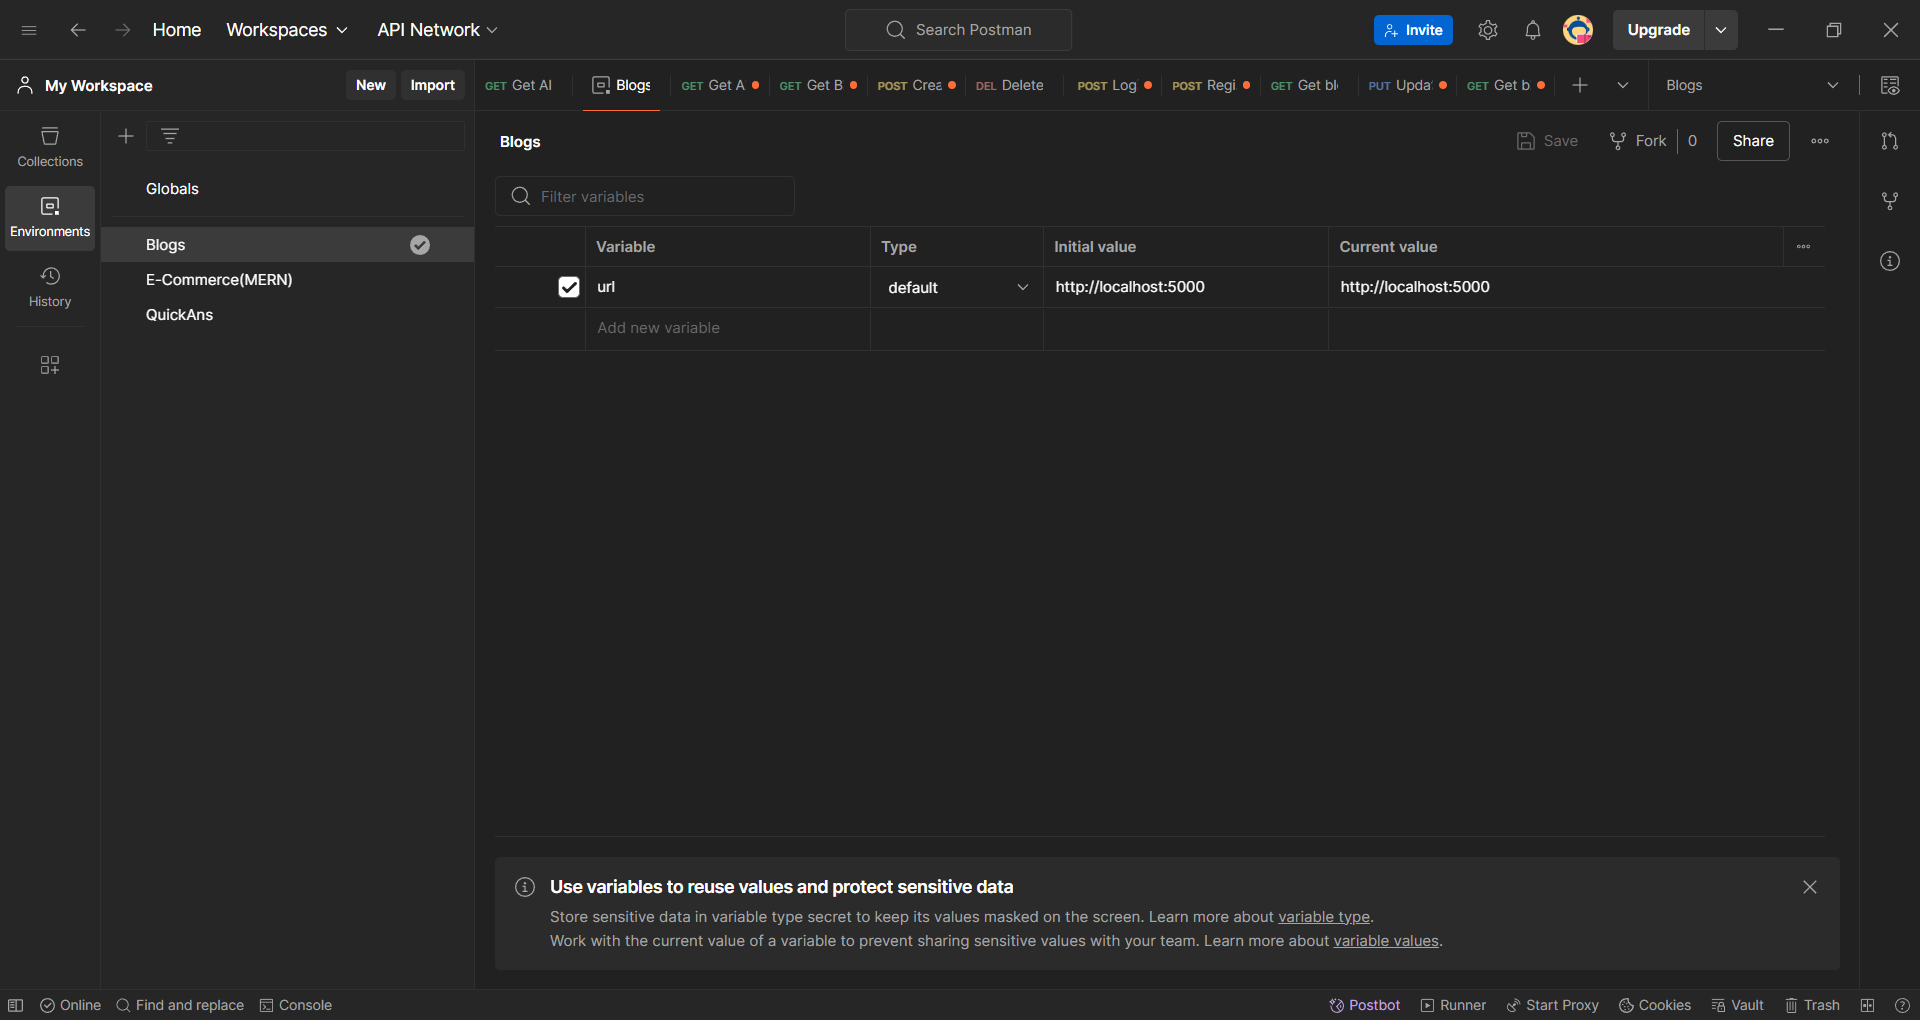 Home Workspaces API Network Search Postman Invite Upgrade
My Workspace New Import GET Get Al Blogs GET Get A GET Get B POST Crea DEL Delete POST Log POST Regi GET Get bl PUT Upda GET Get b Blogs
Collections
Environments
History
Globals
Blogs
E-Commerce(MERN)
QuickAns
Blogs Save Fork 0 Share
Filter variables
Variable Type Initial value Current value
url default http://localhost:5000 http://localhost:5000
Add new variable
Use variables to reuse values and protect sensitive data
Store sensitive data in variable type secret to keep its values masked on the screen. Learn more about variable type.
Work with the current value of a variable to prevent sharing sensitive values with your team. Learn more about variable values.
Online Find and replace Console Postbot Runner Start Proxy Cookies Vault Trash